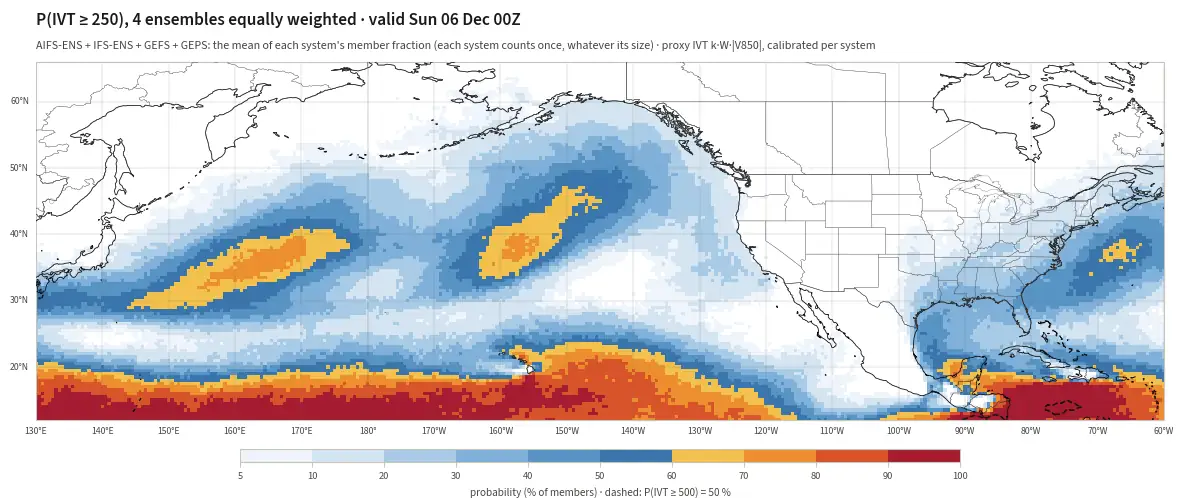 P(IVT ≥ 250), 4 ensembles equally weighted · valid Sun 06 Dec 00Z
AIFS-ENS + IFS-ENS + GEFS + GEPS: the mean of each system's member fraction (each system counts once, whatever its size) · proxy IVT k·W·|V850|, calibrated per system
60°N
50°N
40°N
30°N
20°N
130°E 140°E 150°E 160°E 170°E 180° 170°W 160°W 150°W 140°W 130°W 120°W 110°W 100°W 90°W 80°W 70°W 60°W
5 10 20 30 40 50 60 70 80 90 100
probability (% of members) · dashed: P(IVT ≥ 500) = 50 %